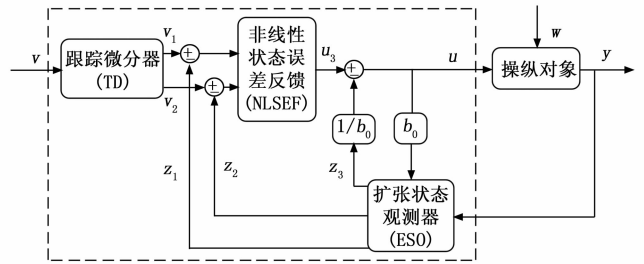 v
跟踪微分器
(TD)
v₁
v₂
±
±
非线性
状态误
差反馈
(NLSEF)
u₃
±
u
w
操纵对象
y
1/b₀
b₀
z₁
z₂
z₃
扩张状态
观测器
(ESO)